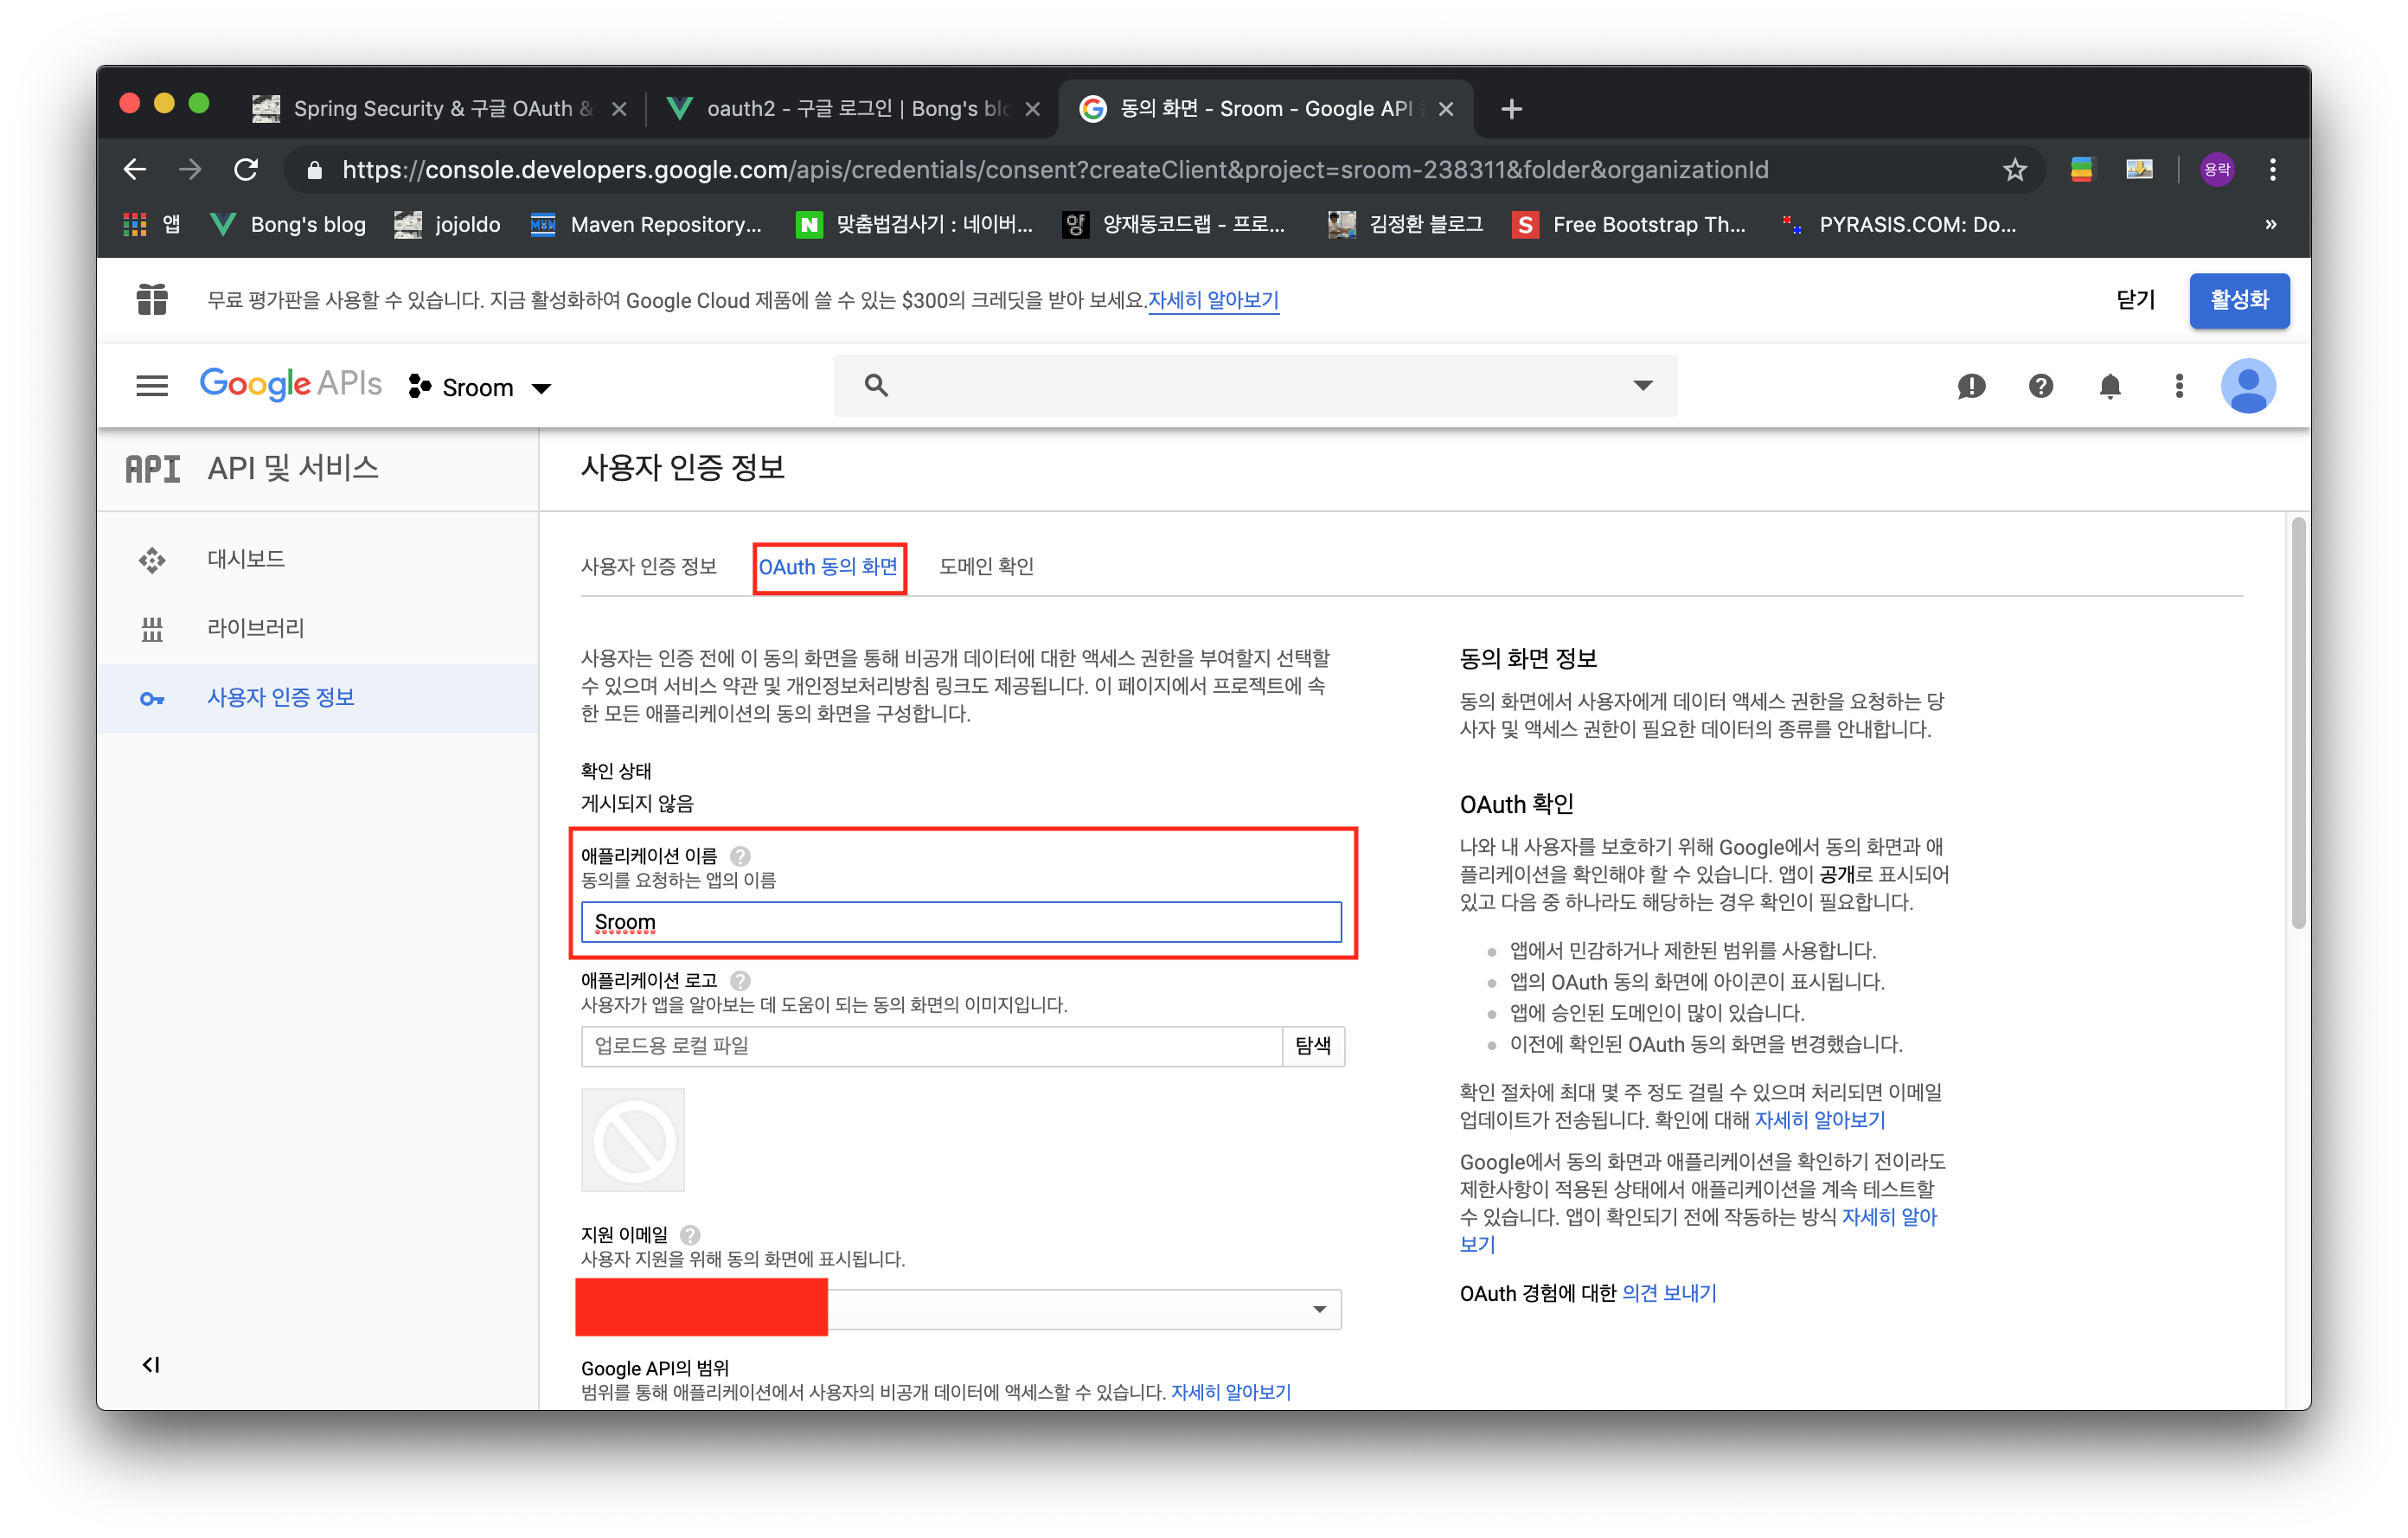 Spring Security & 구글 OAuth &
oauth2 - 구글 로그인 | Bong's blo
동의 화면 - Sroom - Google API
https://console.developers.google.com/apis/credentials/consent?createClient&project=sroom-238311&folder&organizationId
용락
앱
Bong's blog
jojoldo
MVN
Maven Repository...
N
맞춤법검사기 : 네이버...
양
양재동코드랩 - 프로...
김정환 블로그
S
Free Bootstrap Th...
PYRASIS.COM: Do...
»
무료 평가판을 사용할 수 있습니다. 지금 활성화하여 Google Cloud 제품에 쓸 수 있는 $300의 크레딧을 받아 보세요.자세히 알아보기
닫기
활성화
Google APIs
Sroom
API
API 및 서비스
사용자 인증 정보
대시보드
라이브러리
사용자 인증 정보
사용자 인증 정보
OAuth 동의 화면
도메인 확인
사용자는 인증 전에 이 동의 화면을 통해 비공개 데이터에 대한 액세스 권한을 부여할지 선택할
수 있으며 서비스 약관 및 개인정보처리방침 링크도 제공됩니다. 이 페이지에서 프로젝트에 속
한 모든 애플리케이션의 동의 화면을 구성합니다.
확인 상태
게시되지 않음
애플리케이션 이름
동의를 요청하는 앱의 이름
Sroom
애플리케이션 로고
사용자가 앱을 알아보는 데 도움이 되는 동의 화면의 이미지입니다.
업로드용 로컬 파일
탐색
지원 이메일
사용자 지원을 위해 동의 화면에 표시됩니다.
Google API의 범위
범위를 통해 애플리케이션에서 사용자의 비공개 데이터에 액세스할 수 있습니다. 자세히 알아보기
동의 화면 정보
동의 화면에서 사용자에게 데이터 액세스 권한을 요청하는 당
사자 및 액세스 권한이 필요한 데이터의 종류를 안내합니다.
OAuth 확인
나와 내 사용자를 보호하기 위해 Google에서 동의 화면과 애
플리케이션을 확인해야 할 수 있습니다. 앱이 공개로 표시되어
있고 다음 중 하나라도 해당하는 경우 확인이 필요합니다.
앱에서 민감하거나 제한된 범위를 사용합니다.
앱의 OAuth 동의 화면에 아이콘이 표시됩니다.
앱에 승인된 도메인이 많이 있습니다.
이전에 확인된 OAuth 동의 화면을 변경했습니다.
확인 절차에 최대 몇 주 정도 걸릴 수 있으며 처리되면 이메일
업데이트가 전송됩니다. 확인에 대해 자세히 알아보기
Google에서 동의 화면과 애플리케이션을 확인하기 전이라도
제한사항이 적용된 상태에서 애플리케이션을 계속 테스트할
수 있습니다. 앱이 확인되기 전에 작동하는 방식 자세히 알아
보기
OAuth 경험에 대한 의견 보내기